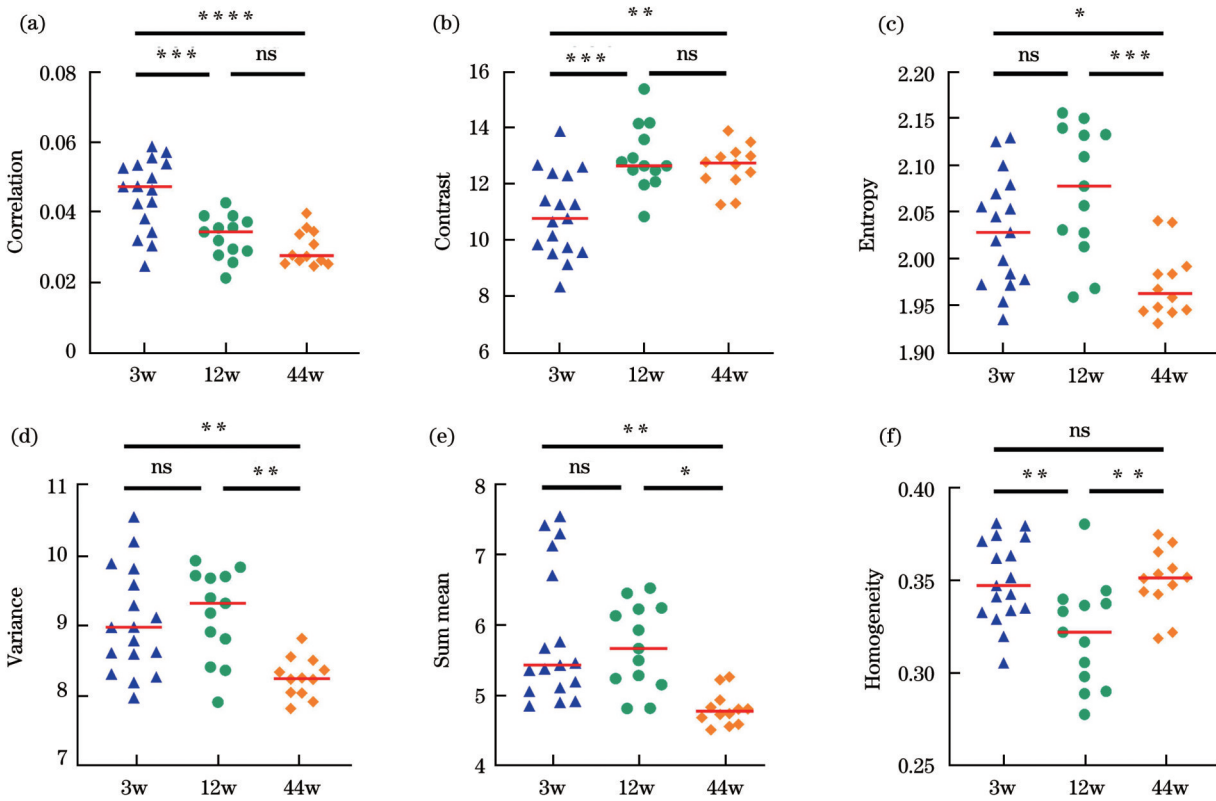 (a)
****
***
ns
0.08
0.06
0.04
0.02
0
Correlation
3w 12w 44w
(b)
**
***
ns
16
14
12
10
8
6
Contrast
3w 12w 44w
(c)
*
ns
***
2.20
2.15
2.10
2.05
2.00
1.95
1.90
Entropy
3w 12w 44w
(d)
**
ns
**
11
10
9
8
7
Variance
3w 12w 44w
(e)
**
ns
*
8
7
6
5
4
Sum mean
3w 12w 44w
(f)
ns
**
**
0.40
0.35
0.30
0.25
Homogeneity
3w 12w 44w